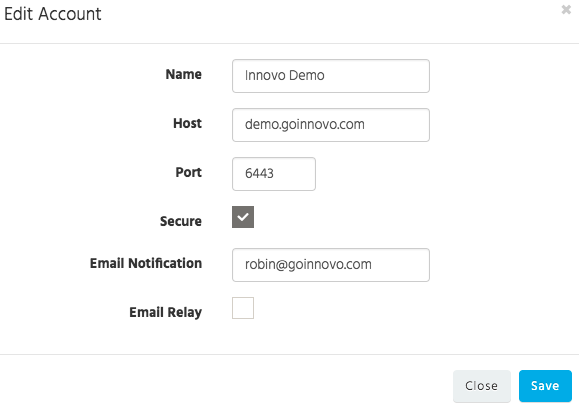 Edit Account
Name Innovo Demo
Host demo.goinnovo.com
Port 6443
Secure
Email Notification robin@goinnovo.com
Email Relay
Close Save